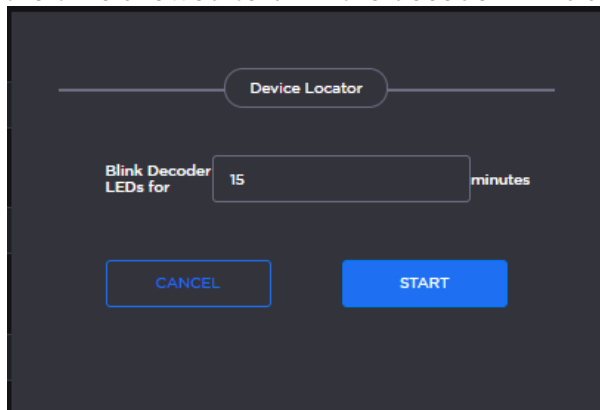 Device Locator
Blink Decoder
LEDs for
15
minutes
CANCEL
START